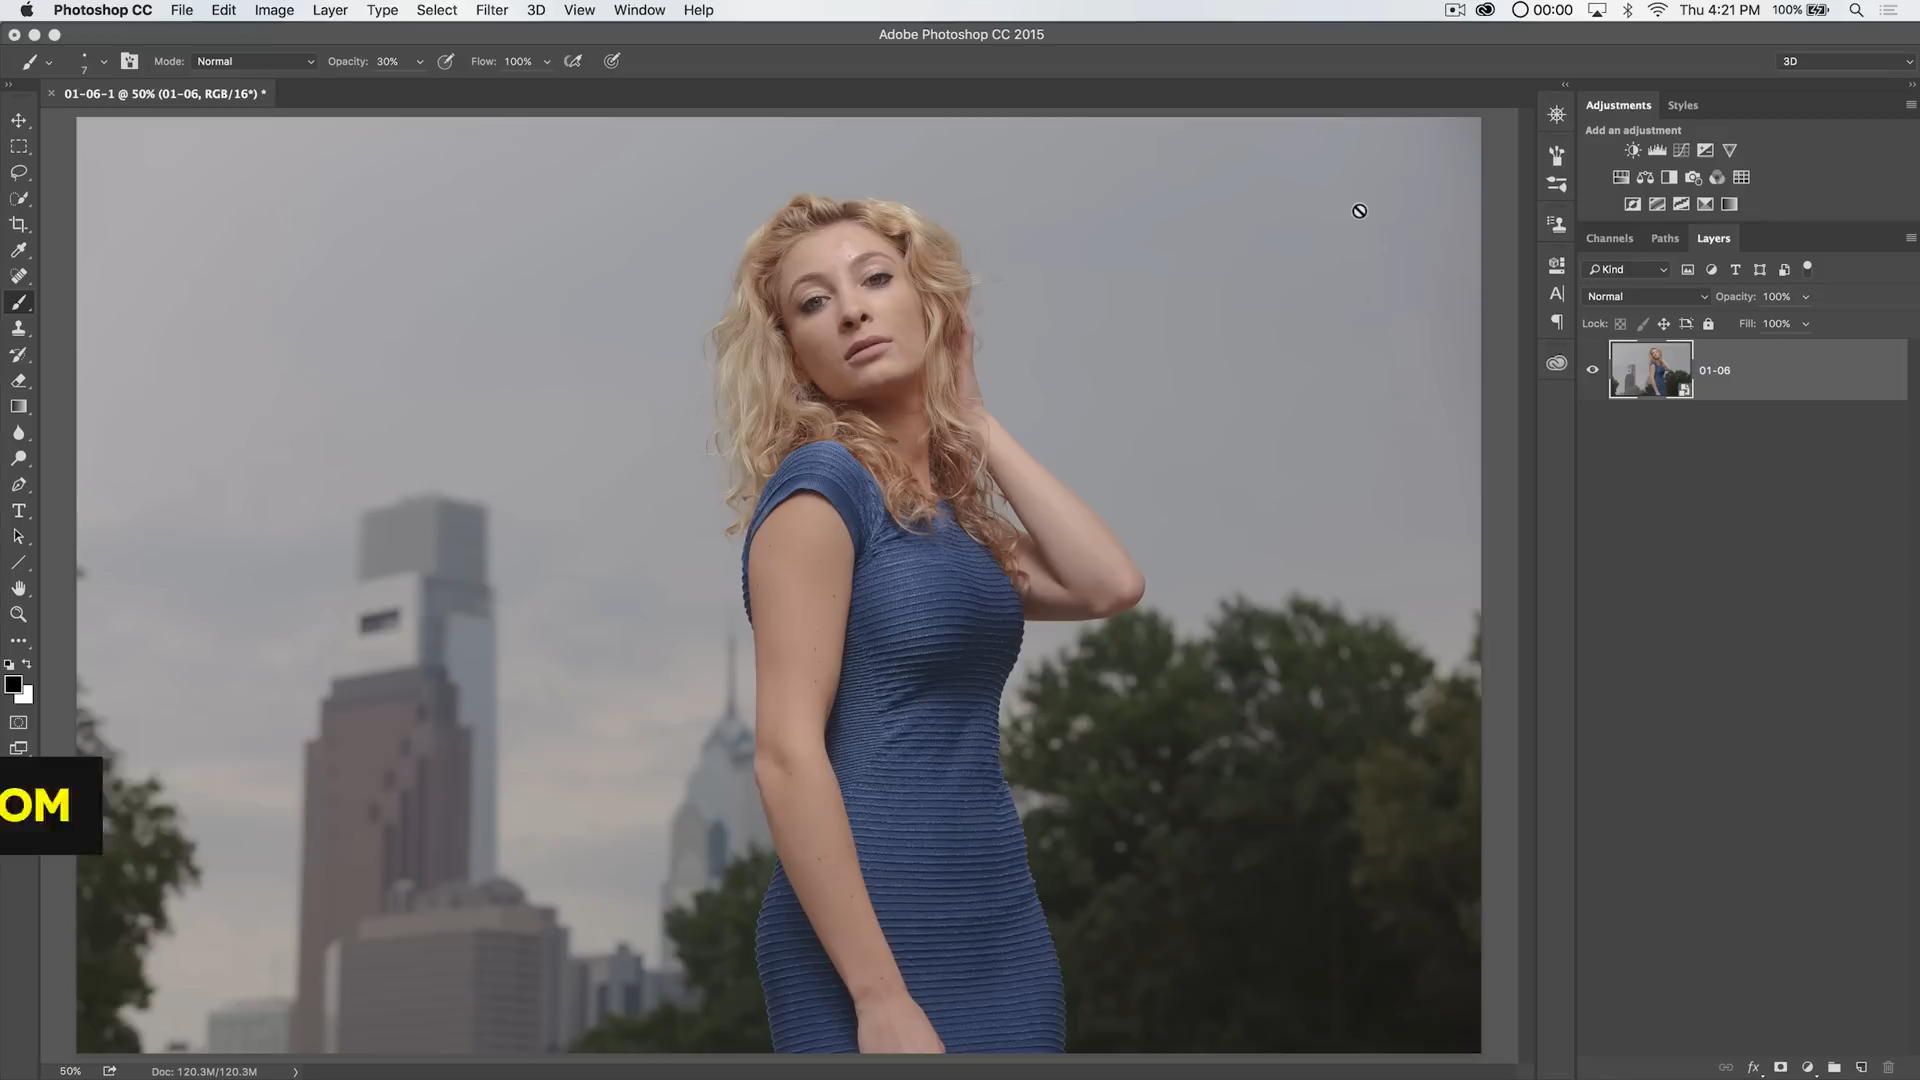 Photoshop CC File Edit Image Layer Type Select Filter 3D View Window Help 00:00 Thu 4:21 PM 100%
Adobe Photoshop CC 2015
7 Mode: Normal Opacity: 30% Flow: 100% 3D
01-06-1 @ 50% (01-06, RGB/16*) *
Adjustments Styles
Add an adjustment
Channels Paths Layers
Kind
Normal Opacity: 100%
Lock: Fill: 100%
01-06
OM
50% Doc: 120.3M/120.3M